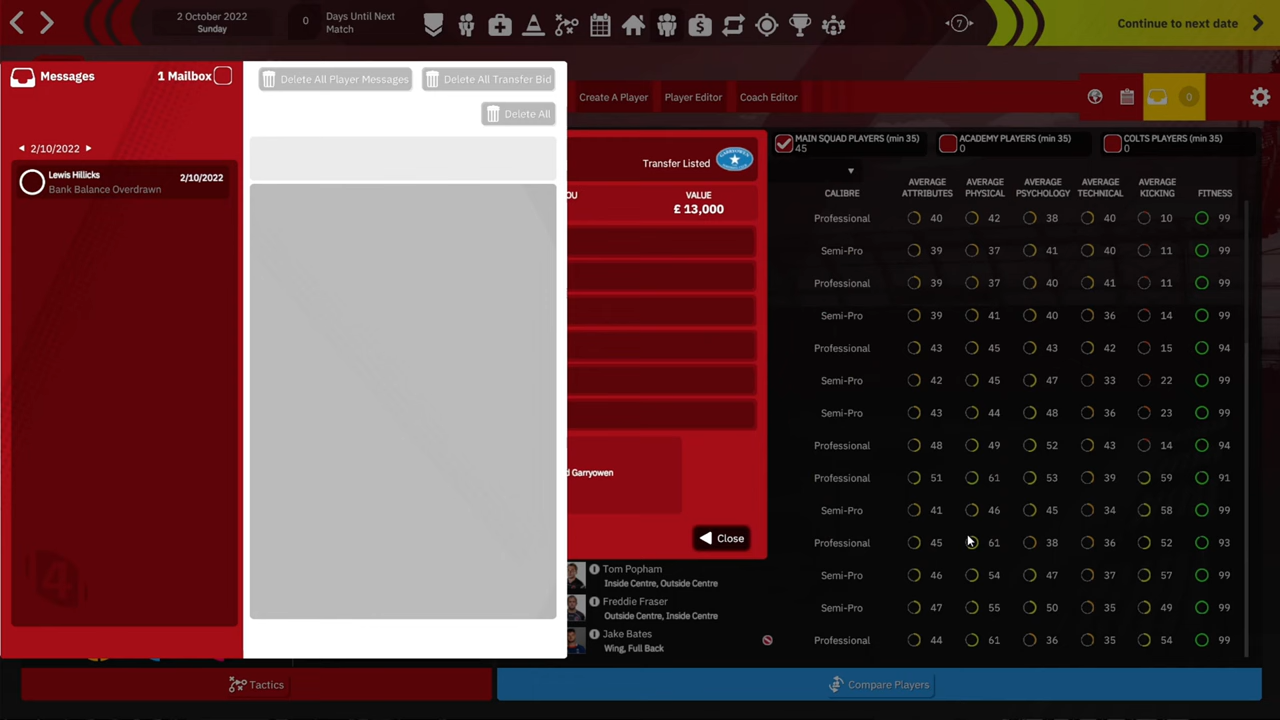 2 October 2022
Sunday
0
Days Until Next
Match
7
Continue to next date
Messages
1 Mailbox
Delete All Player Messages
Delete All Transfer Bid
Delete All
2/10/2022
Lewis Hillicks
2/10/2022
Bank Balance Overdrawn
Create A Player
Player Editor
Coach Editor
0
Transfer Listed
OU
VALUE
£ 13,000
d Garryowen
Close
MAIN SQUAD PLAYERS (min 35)
45
ACADEMY PLAYERS (min 35)
0
COLTS PLAYERS (min 35)
0
CALIBRE
AVERAGE
ATTRIBUTES
AVERAGE
PHYSICAL
AVERAGE
PSYCHOLOGY
AVERAGE
TECHNICAL
AVERAGE
KICKING
FITNESS
Professional 40 42 38 40 10 99
Semi-Pro 39 37 41 40 11 99
Professional 39 37 40 41 11 99
Semi-Pro 39 41 40 36 14 99
Professional 43 45 43 42 15 94
Semi-Pro 42 45 47 33 22 99
Semi-Pro 43 44 48 36 23 99
Professional 48 49 52 43 14 94
Professional 51 61 53 39 59 91
Semi-Pro 41 46 45 34 58 99
Professional 45 61 38 36 52 93
Semi-Pro 46 54 47 37 57 99
Semi-Pro 47 55 50 35 49 99
Professional 44 61 36 35 54 99
Tom Popham
Inside Centre, Outside Centre
Freddie Fraser
Outside Centre, Inside Centre
Jake Bates
Wing, Full Back
Tactics
Compare Players